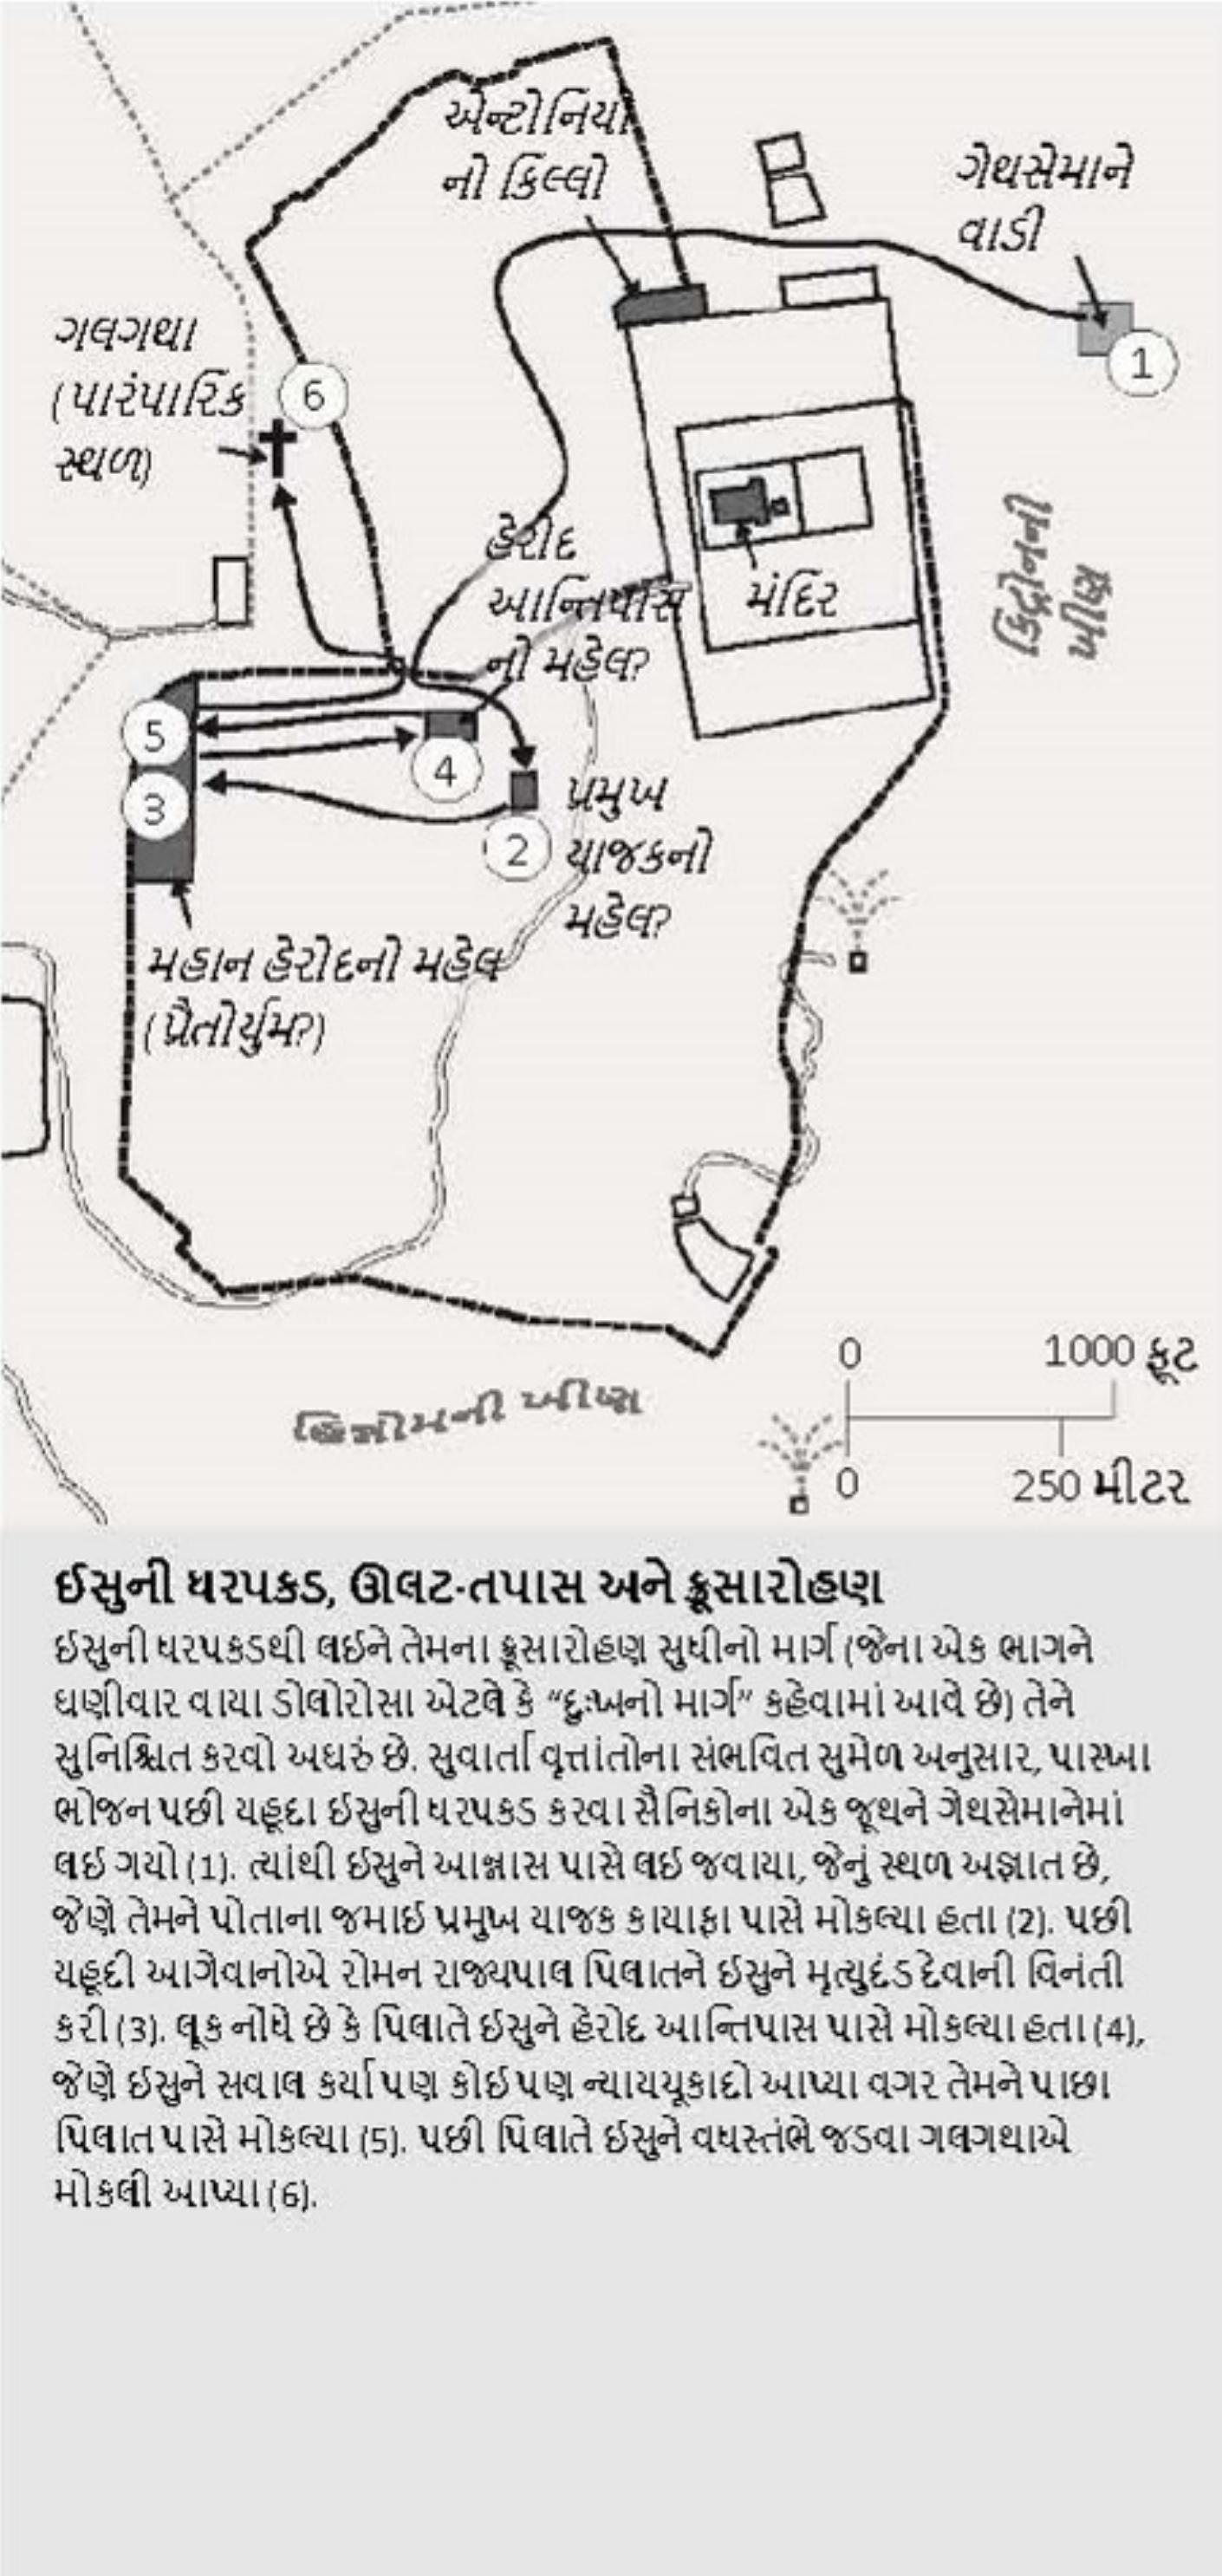 એન્ટોનિયા
નો કિલ્લો
ગેથસેમાને
વાડી
1
ગલગથા
(પારંપારિક
સ્થળ)
6
હેરોદ
આન્તિપાસ
નો મહેલ?
મંદિર
કિદ્રોનની
ખીણ
5
4
3
2
પ્રમુખ
યાજકનો
મહેલ?
મહાન હેરોદનો મહેલ
(પ્રૈતોર્યુમ?)
હિન્નોમની ખીણ
0
1000 ફૂટ
0
250 મીટર
ઈસુની ધરપકડ, ઊલટ-તપાસ અને ક્રૂસારોહણ
ઈસુની ધરપકડથી લઈને તેમના ક્રૂસારોહણ સુધીનો માર્ગ (જેના એક ભાગને
ઘણીવાર વાયા ડોલોરોસા એટલે કે “દુઃખનો માર્ગ” કહેવામાં આવે છે) તેને
સુનિશ્ચિત કરવો અઘરું છે. સુવાર્તા વૃત્તાંતોના સંભવિત સુમેળ અનુસાર, પાસ્ખા
ભોજન પછી યહૂદા ઈસુની ધરપકડ કરવા સૈનિકોના એક જૂથને ગેથસેમાનેમાં
લઈ ગયો (1). ત્યાંથી ઈસુને આન્નાસ પાસે લઈ જવાયા, જેનું સ્થળ અજ્ઞાત છે,
જેણે તેમને પોતાના જમાઈ પ્રમુખ યાજક કાયાફા પાસે મોકલ્યા હતા (2). પછી
યહૂદી આગેવાનોએ રોમન રાજ્યપાલ પિલાતને ઈસુને મૃત્યુદંડ દેવાની વિનંતી
કરી (3). લૂક નોંધે છે કે પિલાતે ઈસુને હેરોદ આન્તિપાસ પાસે મોકલ્યા હતા (4),
જેણે ઈસુને સવાલ કર્યા પણ કોઈ પણ ન્યાયચૂકાદો આપ્યા વગર તેમને પાછા
પિલાત પાસે મોકલ્યા (5). પછી પિલાતે ઈસુને વધસ્તંભે જડવા ગલગથાએ
મોકલી આપ્યા (6).